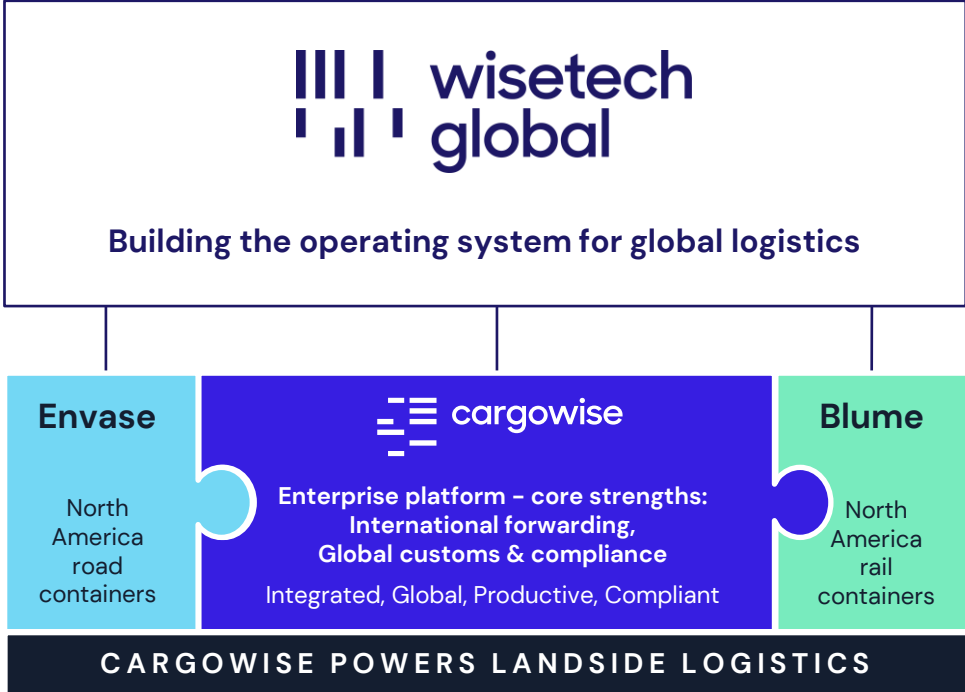 wisetech
global
Building the operating system for global logistics
Envase
North
America
road
containers
cargowise
Enterprise platform – core strengths:
International forwarding,
Global customs & compliance
Integrated, Global, Productive, Compliant
Blume
North
America
rail
containers
CARGOWISE POWERS LANDSIDE LOGISTICS